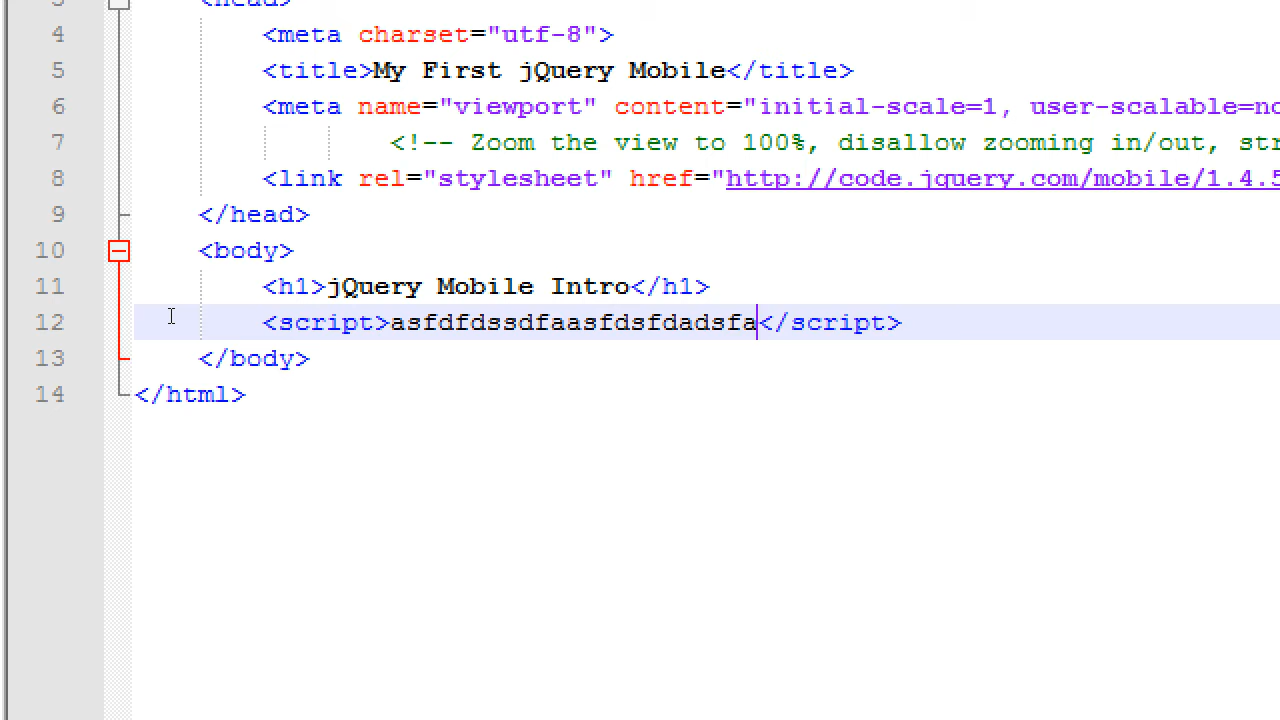 3 <head>
4 <meta charset="utf-8">
5 <title>My First jQuery Mobile</title>
6 <meta name="viewport" content="initial-scale=1, user-scalable=no
7 <!-- Zoom the view to 100%, disallow zooming in/out, str
8 <link rel="stylesheet" href="http://code.jquery.com/mobile/1.4.5
9 </head>
10 <body>
11 <h1>jQuery Mobile Intro</h1>
12 <script>asfdfdssdfaasfdsfdadsfa</script>
13 </body>
14 </html>